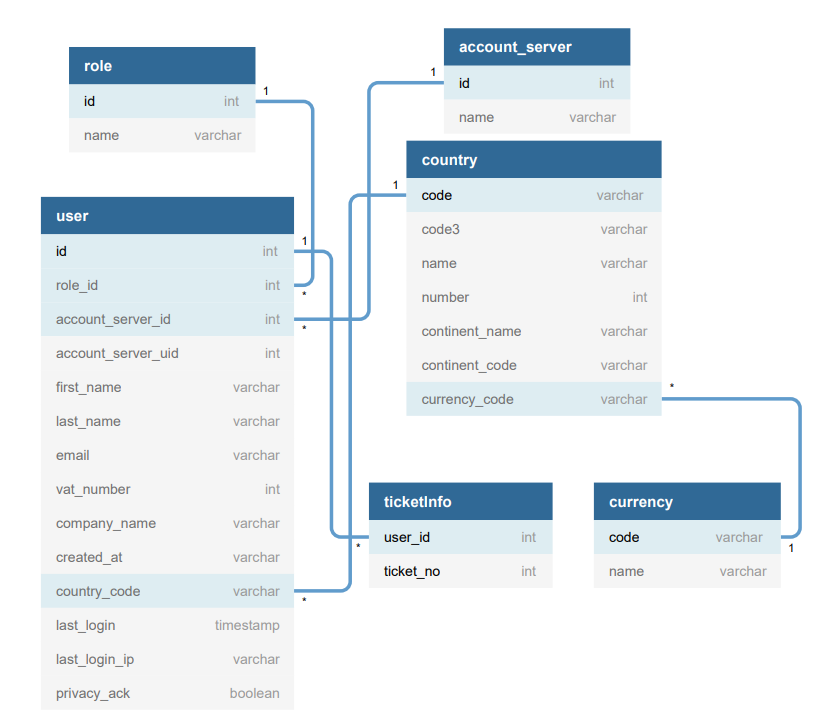 role
id int
name varchar
1
account_server
1
id int
name varchar
country
1
code varchar
code3 varchar
name varchar
number int
continent_name varchar
continent_code varchar
currency_code varchar
*
user
id int
1
role_id int
*
account_server_id int
*
account_server_uid int
first_name varchar
last_name varchar
email varchar
vat_number int
company_name varchar
created_at varchar
country_code varchar
*
last_login timestamp
last_login_ip varchar
privacy_ack boolean
ticketInfo
user_id int
*
ticket_no int
currency
code varchar
1
name varchar